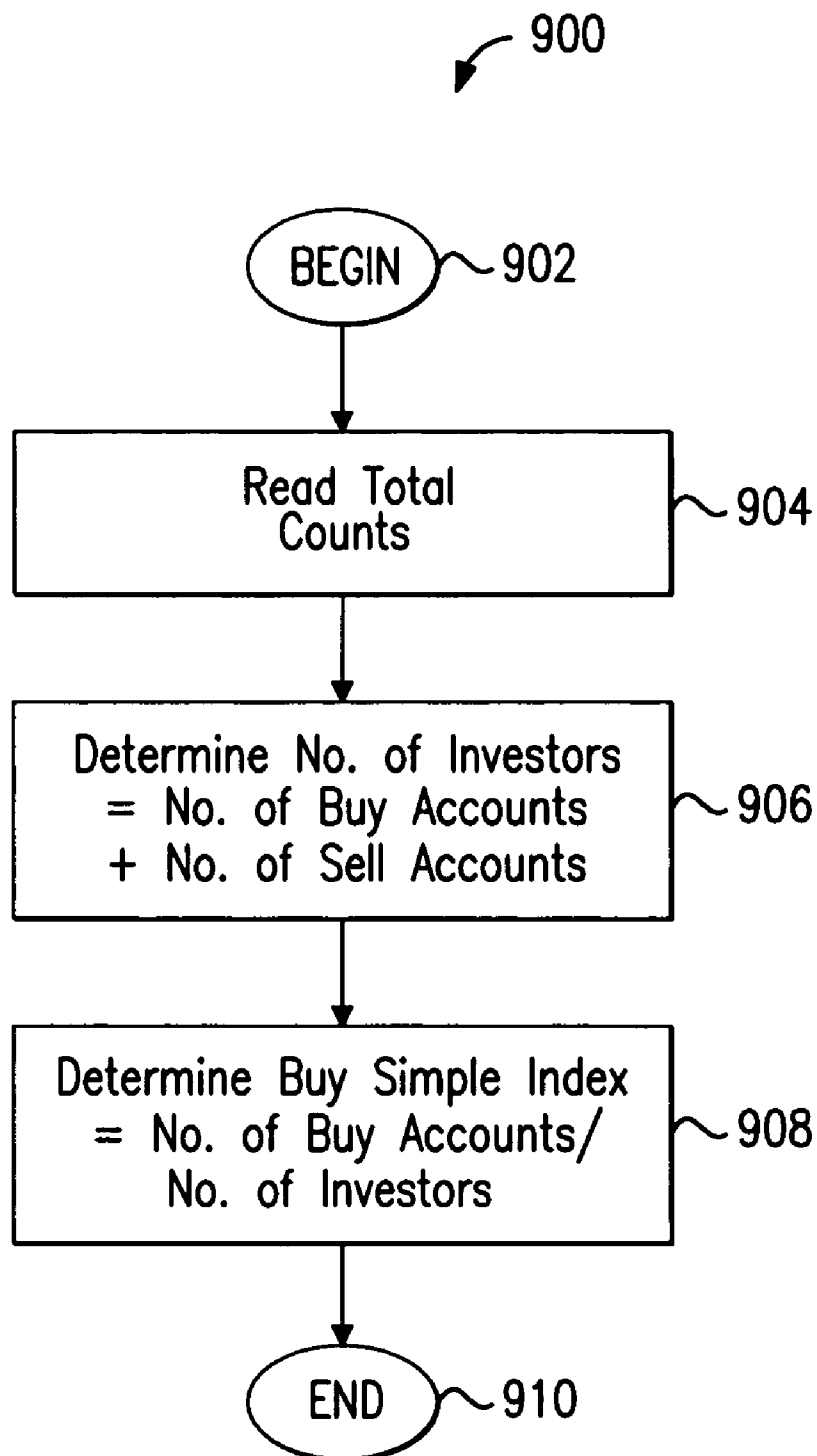 900
BEGIN
902
Read Total
Counts
904
Determine No. of Investors
= No. of Buy Accounts
+ No. of Sell Accounts
906
Determine Buy Simple Index
= No. of Buy Accounts/
No. of Investors
908
END
910